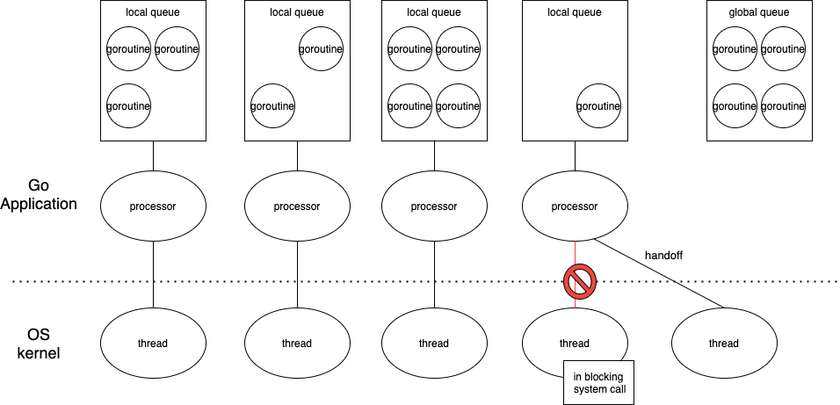 local queue
local queue
local queue
local queue
global queue
goroutine
goroutine
goroutine
goroutine
goroutine
goroutine
goroutine
goroutine
goroutine
goroutine
goroutine
goroutine
goroutine
goroutine
Go
Application
processor
processor
processor
processor
handoff
OS
kernel
thread
thread
thread
thread
thread
in blocking
system call